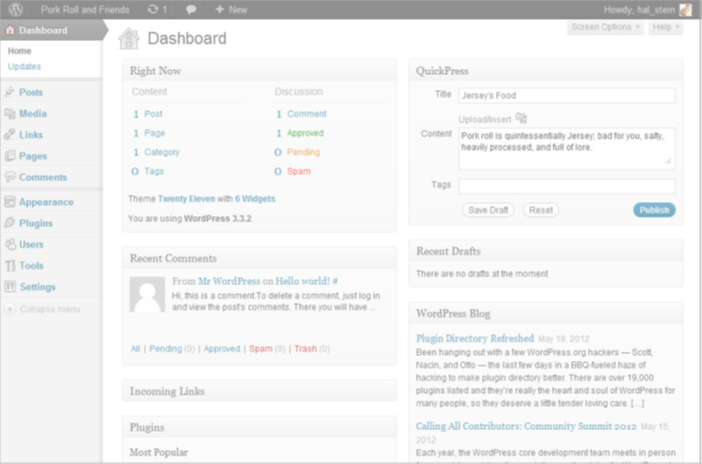 Pork Roll and Friends 1 + New Howdy, hal_stern
Dashboard
Home
Updates
Posts
Media
Links
Pages
Comments
Appearance
Plugins
Users
Tools
Settings
Collapse menu
Screen Options Help
Dashboard
Right Now
Content Discussion
1 Post 1 Comment
1 Page 1 Approved
1 Category 0 Pending
0 Tags 0 Spam
Theme Twenty Eleven with 6 Widgets
You are using WordPress 3.3.2.
Recent Comments
From Mr WordPress on Hello world! #
Hi, this is a comment.To delete a comment, just log in
and view the post's comments. There you will have ...
All | Pending (0) | Approved | Spam (0) | Trash (0)
Incoming Links
Plugins
Most Popular
QuickPress
Title Jersey's Food
Upload/Insert
Content Pork roll is quintessentially Jersey; bad for you, salty,
heavily processed, and full of lore.
Tags
Save Draft Reset Publish
Recent Drafts
There are no drafts at the moment
WordPress Blog
Plugin Directory Refreshed May 19, 2012
Been hanging out with a few WordPress.org hackers — Scott,
Nacin, and Otto — the last few days in a BBQ-fueled haze of
hacking to make plugin directory better. There are over 19,000
plugins listed and they're really the heart and soul of WordPress for
many people, so they deserve a little tender loving care. [...]
Calling All Contributors: Community Summit 2012 May 15,
2012
Each year, the WordPress core development team meets in person